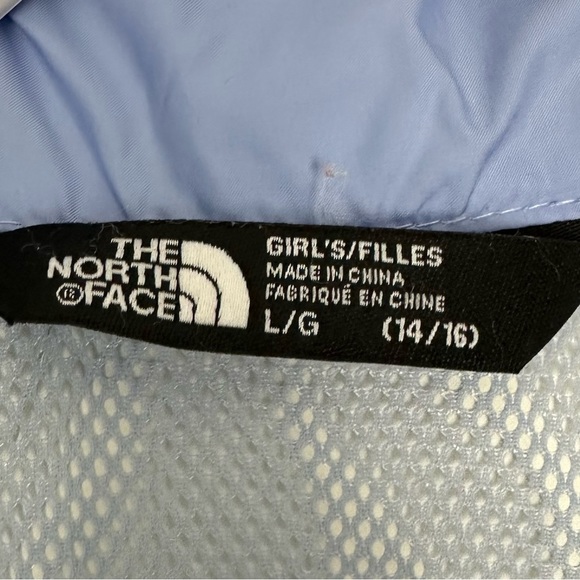 THE
NORTH
FACE
GIRL'S/FILLES
MADE IN CHINA
FABRIQUÉ EN CHINE
L/G (14/16)